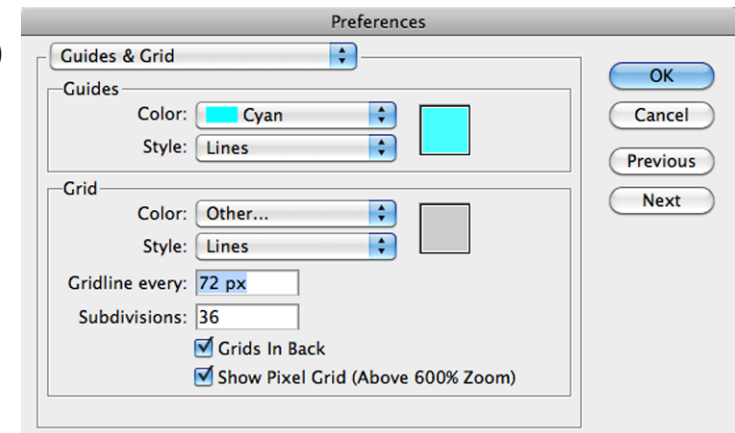 Preferences
)
Guides & Grid
OK
Guides
Color: Cyan
Cancel
Style: Lines
Previous
Grid
Next
Color: Other...
Style: Lines
Gridline every: 72 px
Subdivisions: 36
Grids In Back
Show Pixel Grid (Above 600% Zoom)